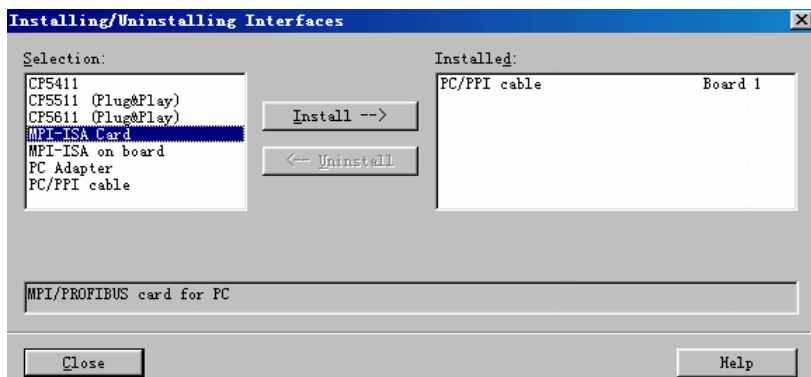 Installing/Uninstalling Interfaces
Selection:
CP5411
CP5511 (Plug&Play)
CP5611 (Plug&Play)
MPI-ISA Card
MPI-ISA on board
PC Adapter
PC/PPI cable
Install -->
<-- Uninstall
Installed:
PC/PPI cable Board 1
MPI/PROFIBUS card for PC
Close
Help